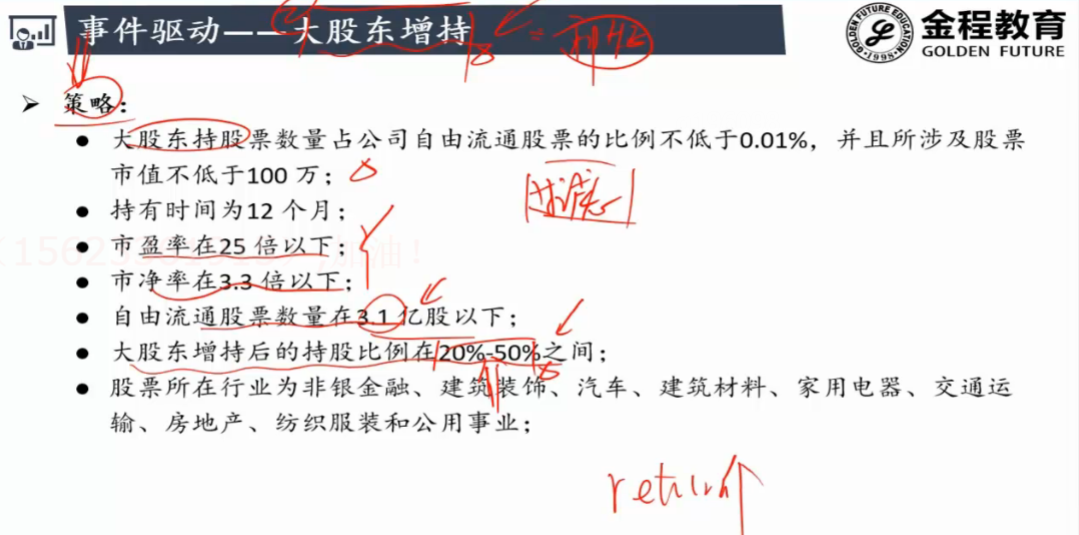 事件驱动——大股东增持
GOLDEN FUTURE EDUCATION
1998
金程教育
GOLDEN FUTURE
➢ 策略：
● 大股东持股票数量占公司自由流通股票的比例不低于0.01%，并且所涉及股票
市值不低于100 万；
● 持有时间为12 个月；
● 市盈率在25 倍以下；
● 市净率在3.3 倍以下；
● 自由流通股票数量在3.1 亿股以下；
● 大股东增持后的持股比例在20%-50%之间；
● 股票所在行业为非银金融、建筑装饰、汽车、建筑材料、家用电器、交通运
输、房地产、纺织服装和公用事业；
return↑